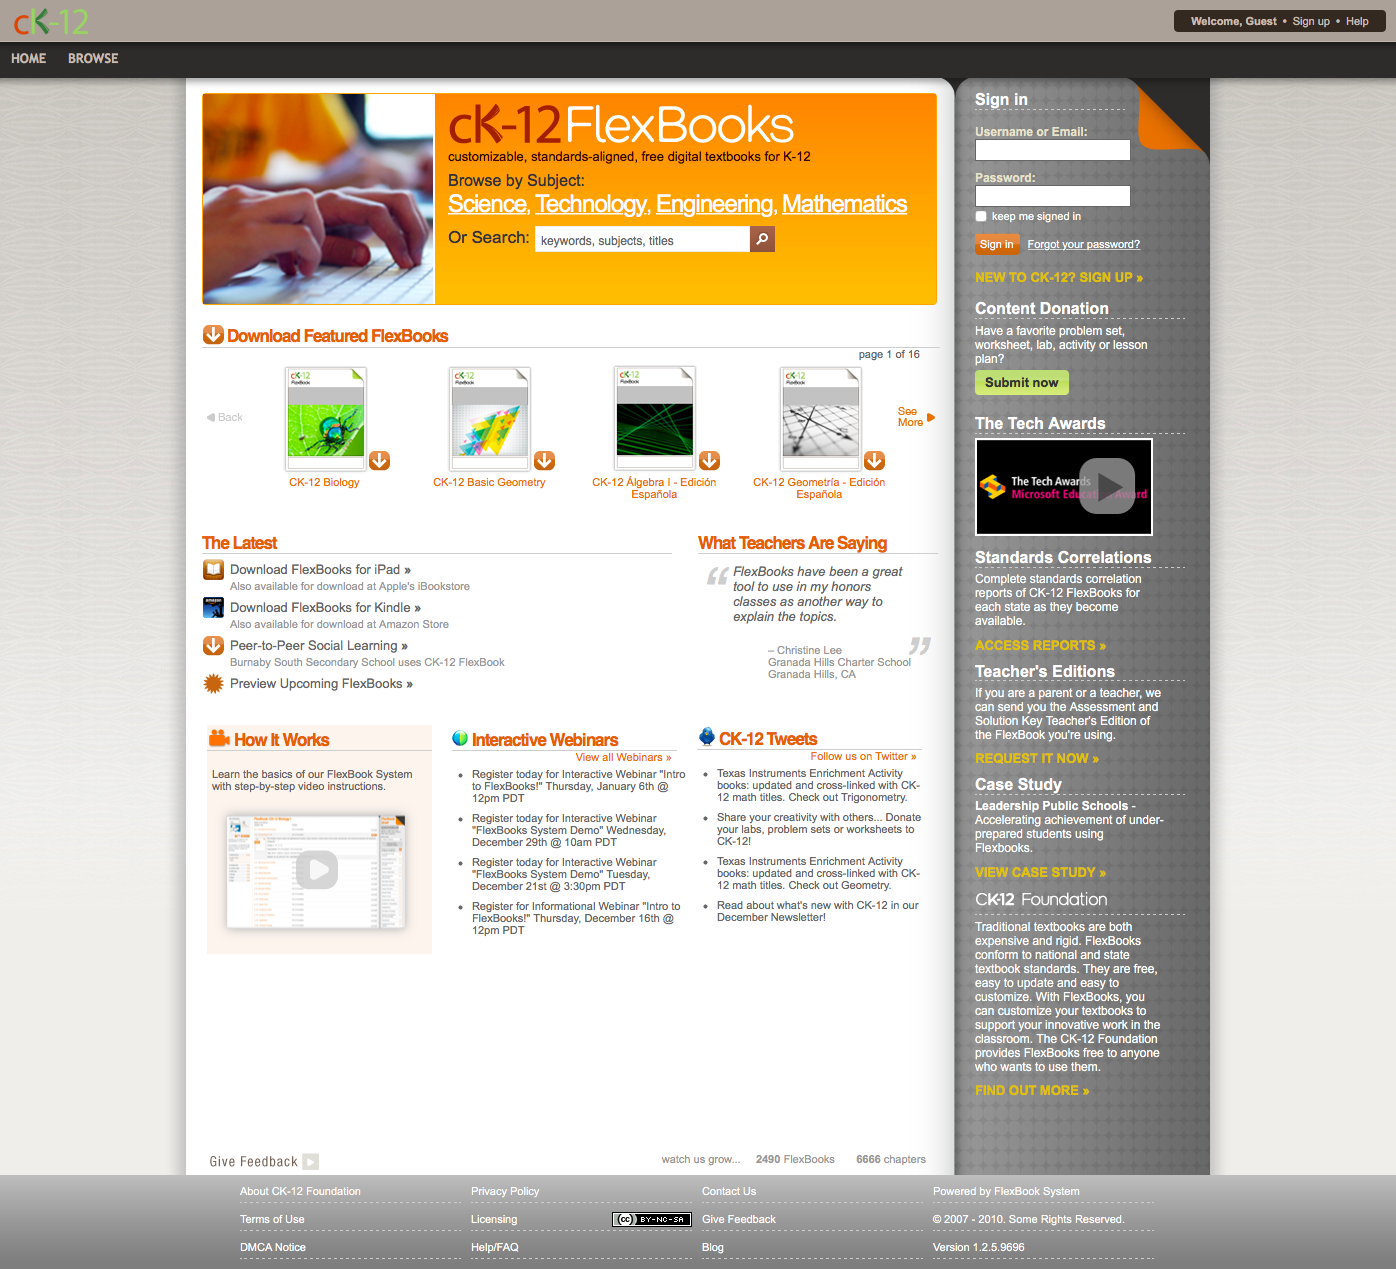 cK-12
Welcome, Guest • Sign up • Help
HOME BROWSE
cK-12 FlexBooks
customizable, standards-aligned, free digital textbooks for K-12
Browse by Subject:
Science, Technology, Engineering, Mathematics
Or Search: keywords, subjects, titles
Download Featured FlexBooks
page 1 of 16
Back
cK-12
FlexBook
cK-12
FlexBook
cK-12
FlexBook
cK-12
FlexBook
See
More
CK-12 Biology
CK-12 Basic Geometry
CK-12 Álgebra I - Edición
Española
CK-12 Geometría - Edición
Española
The Latest
Download FlexBooks for iPad »
Also available for download at Apple's iBookstore
amazon
Download FlexBooks for Kindle »
Also available for download at Amazon Store
Peer-to-Peer Social Learning »
Burnaby South Secondary School uses CK-12 FlexBook
Preview Upcoming FlexBooks »
What Teachers Are Saying
“ FlexBooks have been a great
tool to use in my honors
classes as another way to
explain the topics. ”
– Christine Lee
Granada Hills Charter School
Granada Hills, CA
How It Works
Learn the basics of our FlexBook System
with step-by-step video instructions.
Interactive Webinars
View all Webinars »
• Register today for Interactive Webinar "Intro
to FlexBooks!" Thursday, January 6th @
12pm PDT
• Register today for Interactive Webinar
"FlexBooks System Demo" Wednesday,
December 29th @ 10am PDT
• Register today for Interactive Webinar
"FlexBooks System Demo" Tuesday,
December 21st @ 3:30pm PDT
• Register for Informational Webinar "Intro to
FlexBooks!" Thursday, December 16th @
12pm PDT
CK-12 Tweets
Follow us on Twitter »
• Texas Instruments Enrichment Activity
books: updated and cross-linked with CK-
12 math titles. Check out Trigonometry.
• Share your creativity with others... Donate
your labs, problem sets or worksheets to
CK-12!
• Texas Instruments Enrichment Activity
books: updated and cross-linked with CK-
12 math titles. Check out Geometry.
• Read about what's new with CK-12 in our
December Newsletter!
Give Feedback
watch us grow... 2490 FlexBooks 6666 chapters
Sign in
Username or Email:
Password:
keep me signed in
Sign in Forgot your password?
NEW TO CK-12? SIGN UP »
Content Donation
Have a favorite problem set,
worksheet, lab, activity or lesson
plan?
Submit now
The Tech Awards
The Tech Awards
Microsoft Education Award
Standards Correlations
Complete standards correlation
reports of CK-12 FlexBooks for
each state as they become
available.
ACCESS REPORTS »
Teacher's Editions
If you are a parent or a teacher, we
can send you the Assessment and
Solution Key Teacher's Edition of
the FlexBook you're using.
REQUEST IT NOW »
Case Study
Leadership Public Schools -
Accelerating achievement of under-
prepared students using
Flexbooks.
VIEW CASE STUDY »
CK-12 Foundation
Traditional textbooks are both
expensive and rigid. FlexBooks
conform to national and state
textbook standards. They are free,
easy to update and easy to
customize. With FlexBooks, you
can customize your textbooks to
support your innovative work in the
classroom. The CK-12 Foundation
provides FlexBooks free to anyone
who wants to use them.
FIND OUT MORE »
About CK-12 Foundation Privacy Policy Contact Us Powered by FlexBook System
Terms of Use Licensing cc BY-NC-SA Give Feedback © 2007 - 2010. Some Rights Reserved.
DMCA Notice Help/FAQ Blog Version 1.2.5.9696